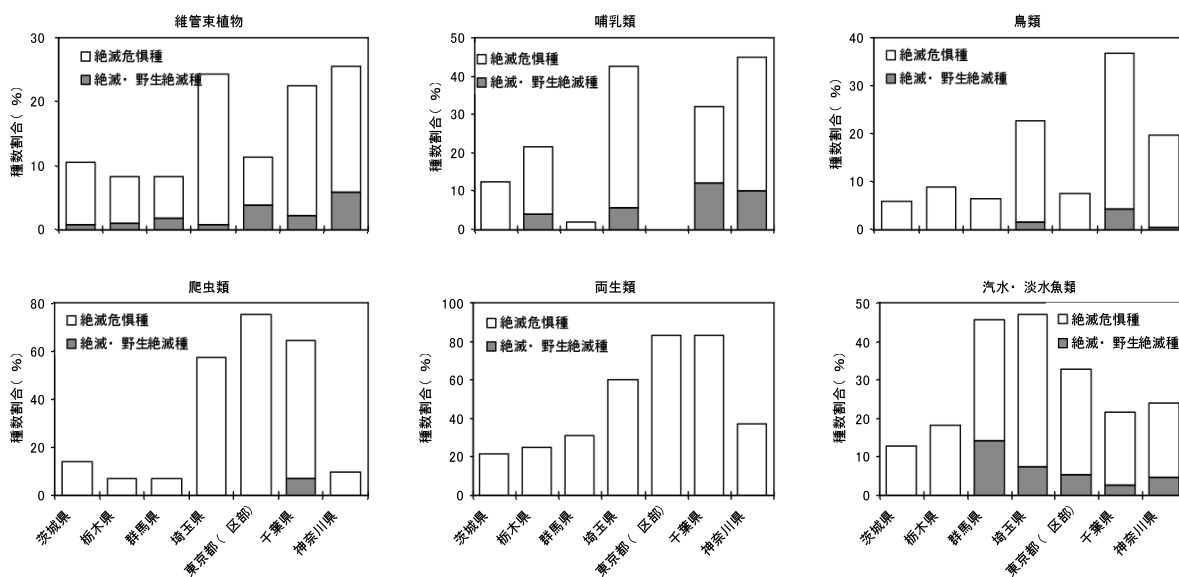 維管束植物
種数割合( %)
30
20
10
0
絶滅危惧種
絶滅・野生絶滅種
哺乳類
種数割合( %)
50
40
30
20
10
0
絶滅危惧種
絶滅・野生絶滅種
鳥類
種数割合( %)
40
30
20
10
0
絶滅危惧種
絶滅・野生絶滅種
爬虫類
種数割合( %)
80
60
40
20
0
絶滅危惧種
絶滅・野生絶滅種
茨城県
栃木県
群馬県
埼玉県
東京都( 区部)
千葉県
神奈川県
両生類
種数割合( %)
100
80
60
40
20
0
絶滅危惧種
絶滅・野生絶滅種
茨城県
栃木県
群馬県
埼玉県
東京都( 区部)
千葉県
神奈川県
汽水・淡水魚類
種数割合( %)
50
40
30
20
10
0
絶滅危惧種
絶滅・野生絶滅種
茨城県
栃木県
群馬県
埼玉県
東京都( 区部)
千葉県
神奈川県